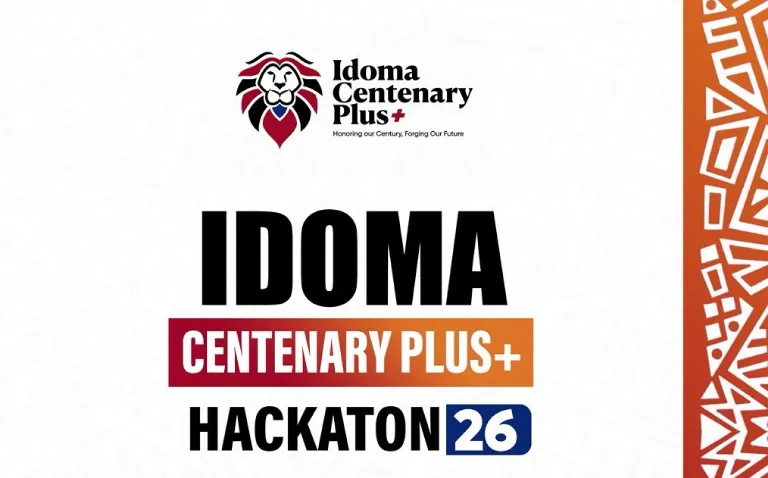 Idoma
Centenary
Plus+
Honoring our Century, Forging Our Future
IDOMA
CENTENARY PLUS+
HACKATON 26